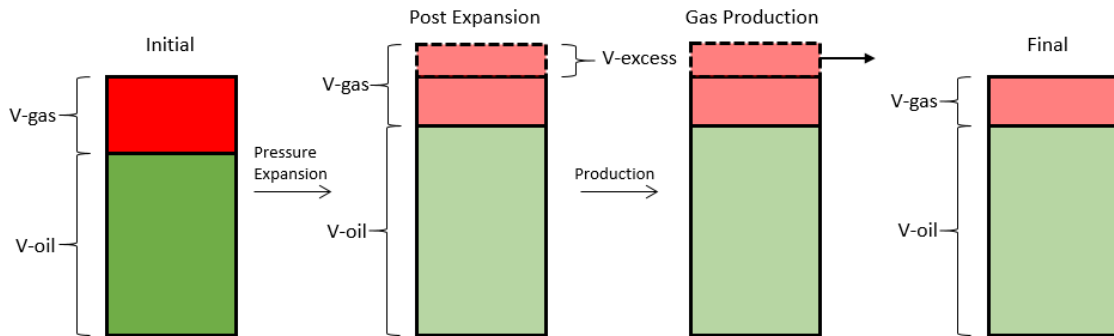 Initial
V-gas
V-oil
Pressure
Expansion
Post Expansion
V-gas
V-oil
V-excess
Production
Gas Production
Final
V-gas
V-oil